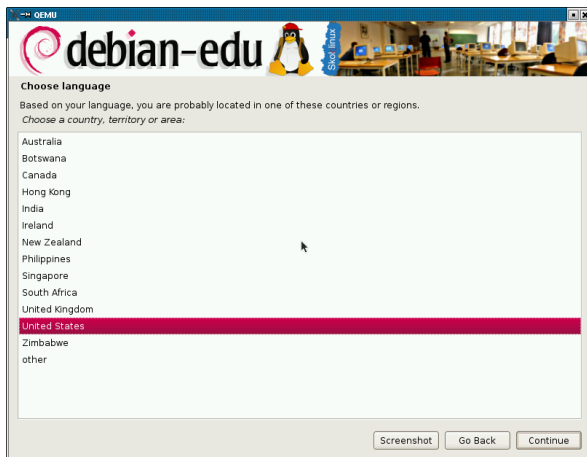 QEMU
debian-edu
Skolelinux
Choose language
Based on your language, you are probably located in one of these countries or regions.
Choose a country, territory or area:
Australia
Botswana
Canada
Hong Kong
India
Ireland
New Zealand
Philippines
Singapore
South Africa
United Kingdom
United States
Zimbabwe
other
Screenshot
Go Back
Continue